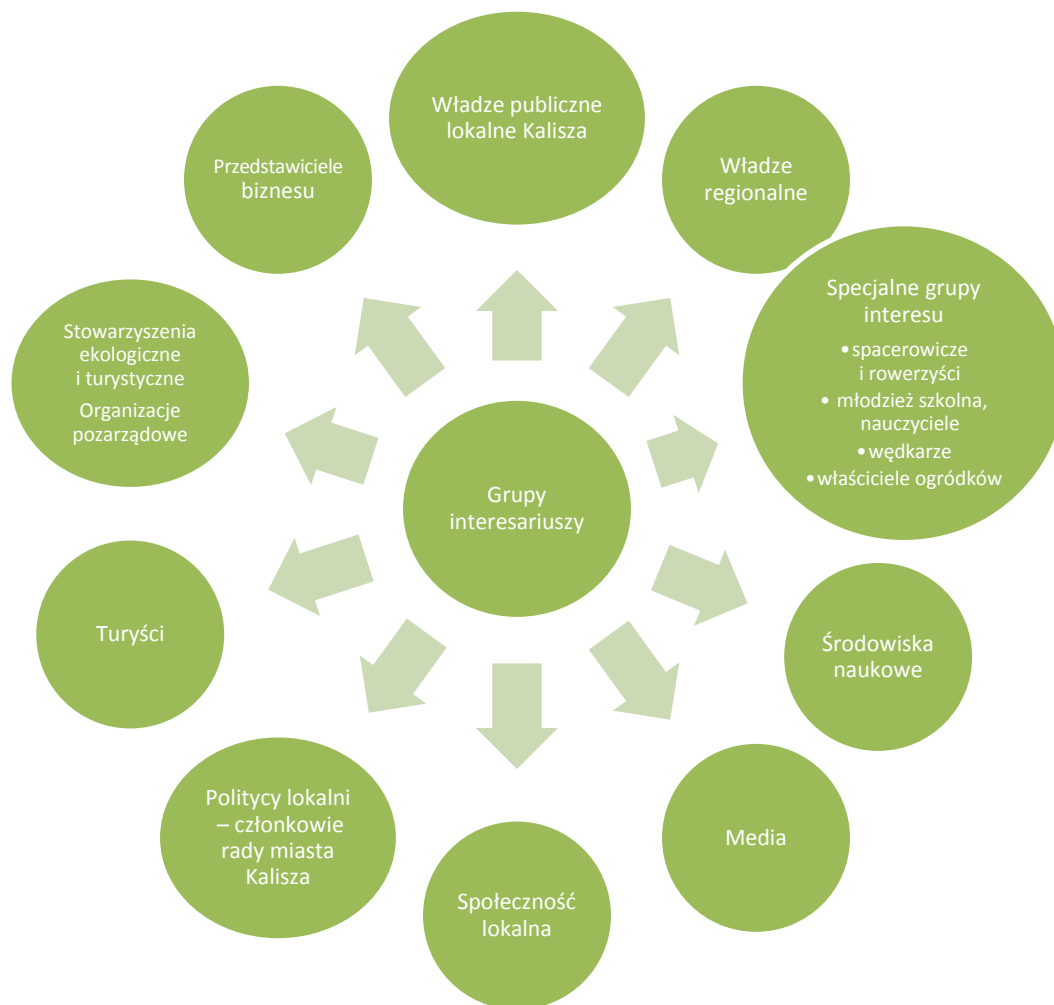 Władze publiczne
lokalne Kalisza
Władze
regionalne
Specjalne grupy
interesu
•spacerowicze
i rowerzyści
• młodzież szkolna,
nauczyciele
•wędkarze
•właściciele ogródków
Środowiska
naukowe
Media
Społeczność
lokalna
Politycy lokalni
– członkowie
rady miasta
Kalisza
Turyści
Stowarzyszenia
ekologiczne
i turystyczne
Organizacje
pozarządowe
Przedstawiciele
biznesu
Grupy
interesariuszy